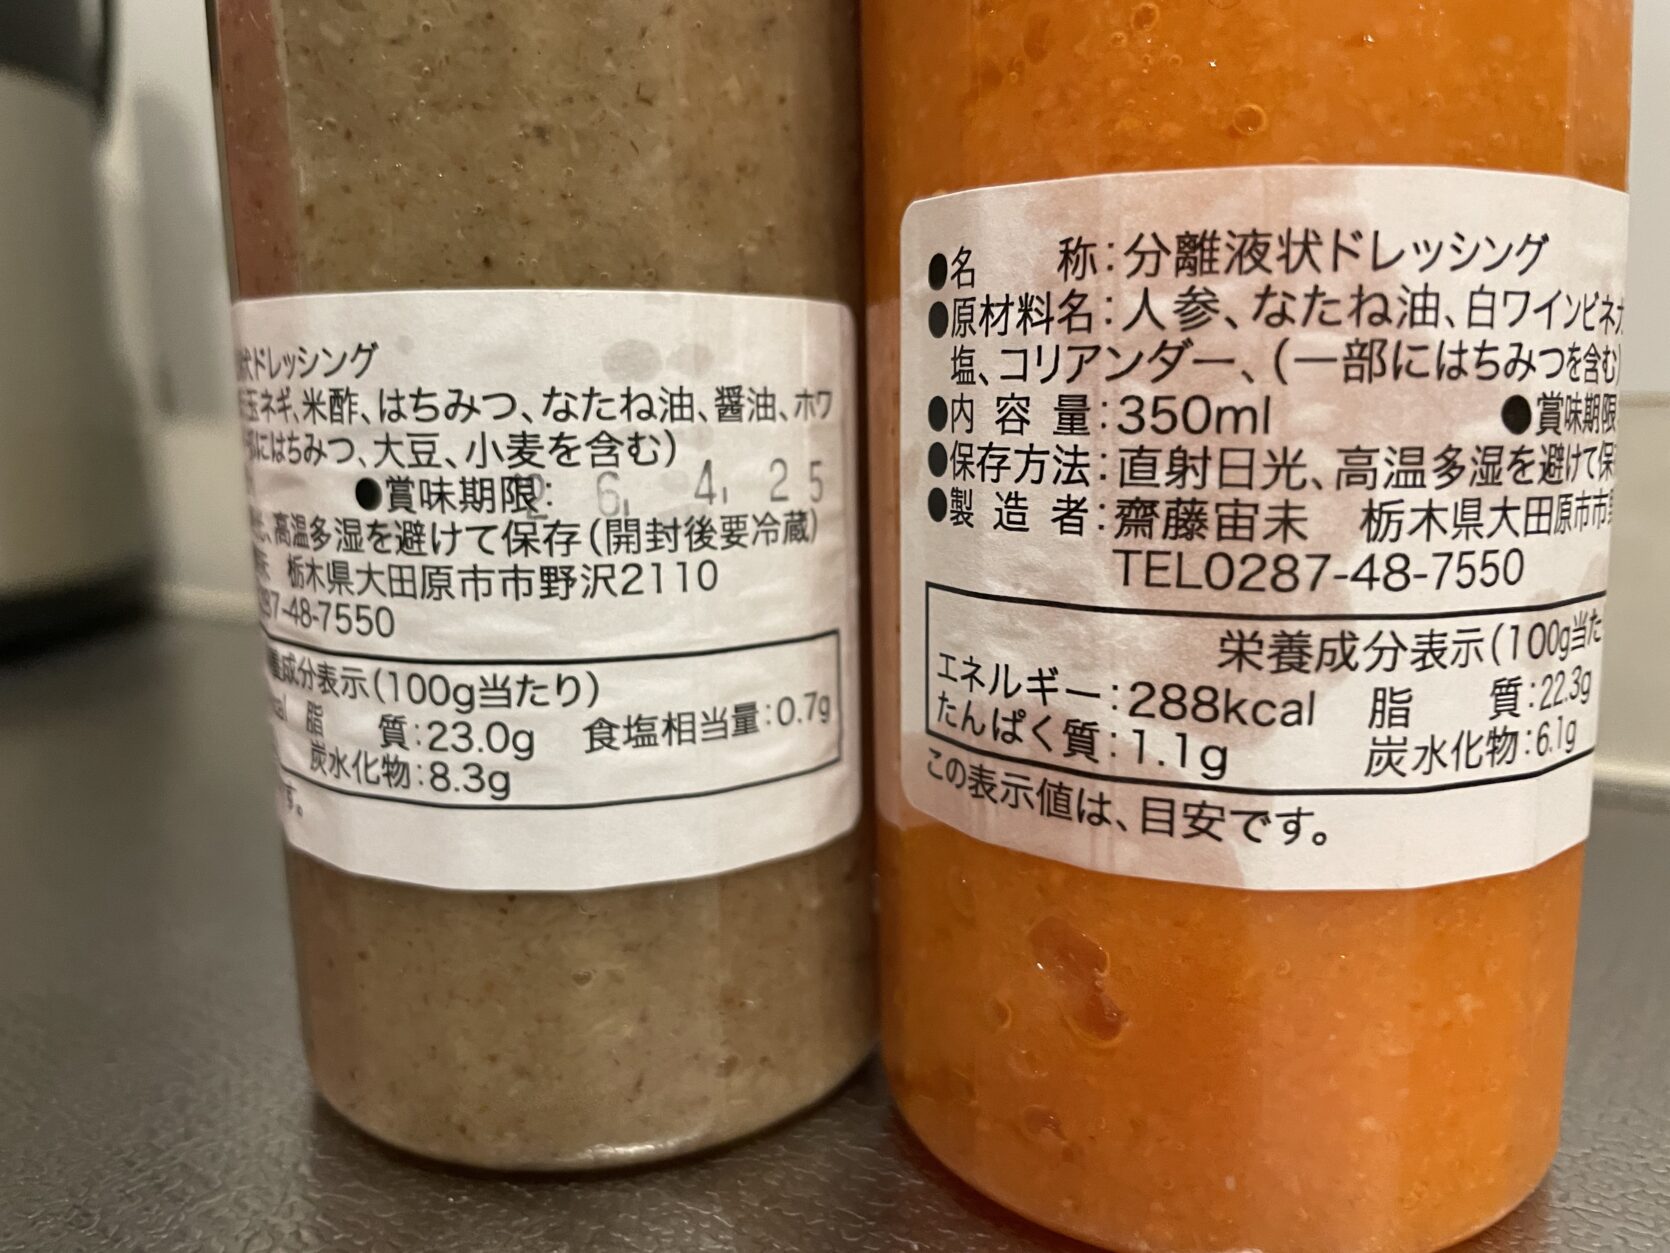 状ドレッシング
玉ネギ、米酢、はちみつ、なたね油、醤油、ホワ
にはちみつ、大豆、小麦を含む)
●賞味期限: 6, 4, 25
、高温多湿を避けて保存(開封後要冷蔵)
栃木県大田原市市野沢2110
287-48-7550
養成分表示(100g当たり)
脂 質:23.0g 食塩相当量:0.7g
炭水化物:8.3g
す。
●名 称:分離液状ドレッシング
●原材料名:人参、なたね油、白ワインビネガ
塩、コリアンダー、(一部にはちみつを含む)
●内 容 量:350ml ●賞味期限
●保存方法:直射日光、高温多湿を避けて保
●製 造 者:齋藤宙未 栃木県大田原市市野
TEL0287-48-7550
栄養成分表示(100g当た
エネルギー:288kcal 脂 質:22.3g
たんぱく質:1.1g 炭水化物:6.1g
この表示値は、目安です。